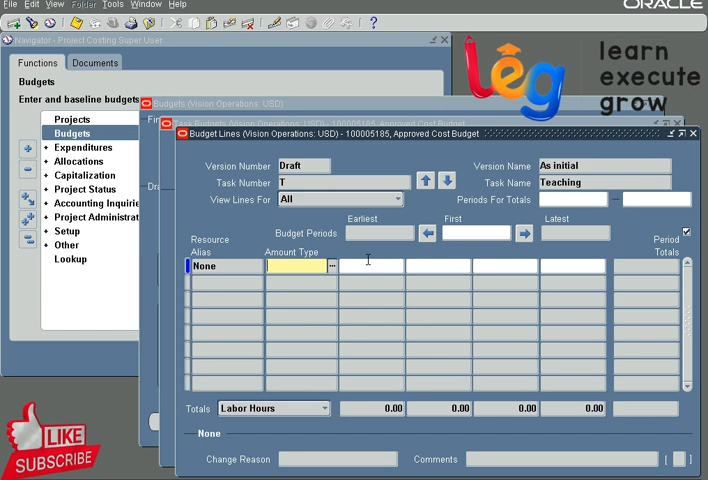 File Edit View Folder Tools Window Help
ORACLE
Navigator - Project Costing Super User
Functions
Documents
Budgets
Enter and baseline budgets
Projects
Budgets
+ Expenditures
+ Allocations
+ Capitalization
+ Project Status
+ Accounting Inquirie
+ Project Administrat
+ Setup
+ Other
Lookup
LIKE
SUBSCRIBE
Leg
learn
execute
grow
Budgets (Vision Operations: USD)
Fin
Dra
Task Budgets (Vision Operations: USD) - 100005185, Approved Cost Budget
Budget Lines (Vision Operations: USD) - 100005185, Approved Cost Budget
Version Number Draft
Version Name As initial
Task Number T
Task Name Teaching
View Lines For All
Periods For Totals –
Earliest First Latest
Budget Periods
Period
Totals
Resource
Alias
Amount Type
None
...
Totals Labor Hours 0.00 0.00 0.00 0.00
None
Change Reason
Comments
[ ]